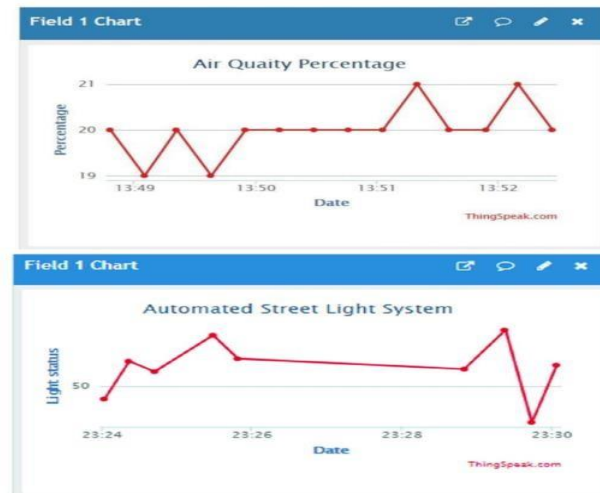 Field 1 Chart
Air Quaity Percentage
Percentage
21
20
19
13:49 13:50 13:51 13:52
Date
ThingSpeak.com
Field 1 Chart
Automated Street Light System
Light status
50
23:24 23:26 23:28 23:30
Date
ThingSpeak.com